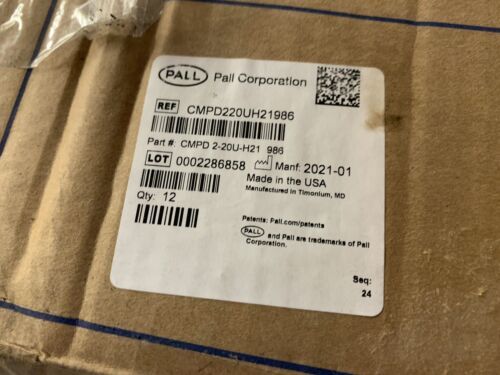 PALL Pall Corporation
REF CMPD220UH21986
Part #: CMPD 2-20U-H21 986
LOT 0002286858 Manf: 2021-01
Made in the USA
Manufactured in Timonium, MD
Qty: 12
Patents: Pall.com/patents
PALL and Pall are trademarks of Pall
Corporation.
Seq:
24